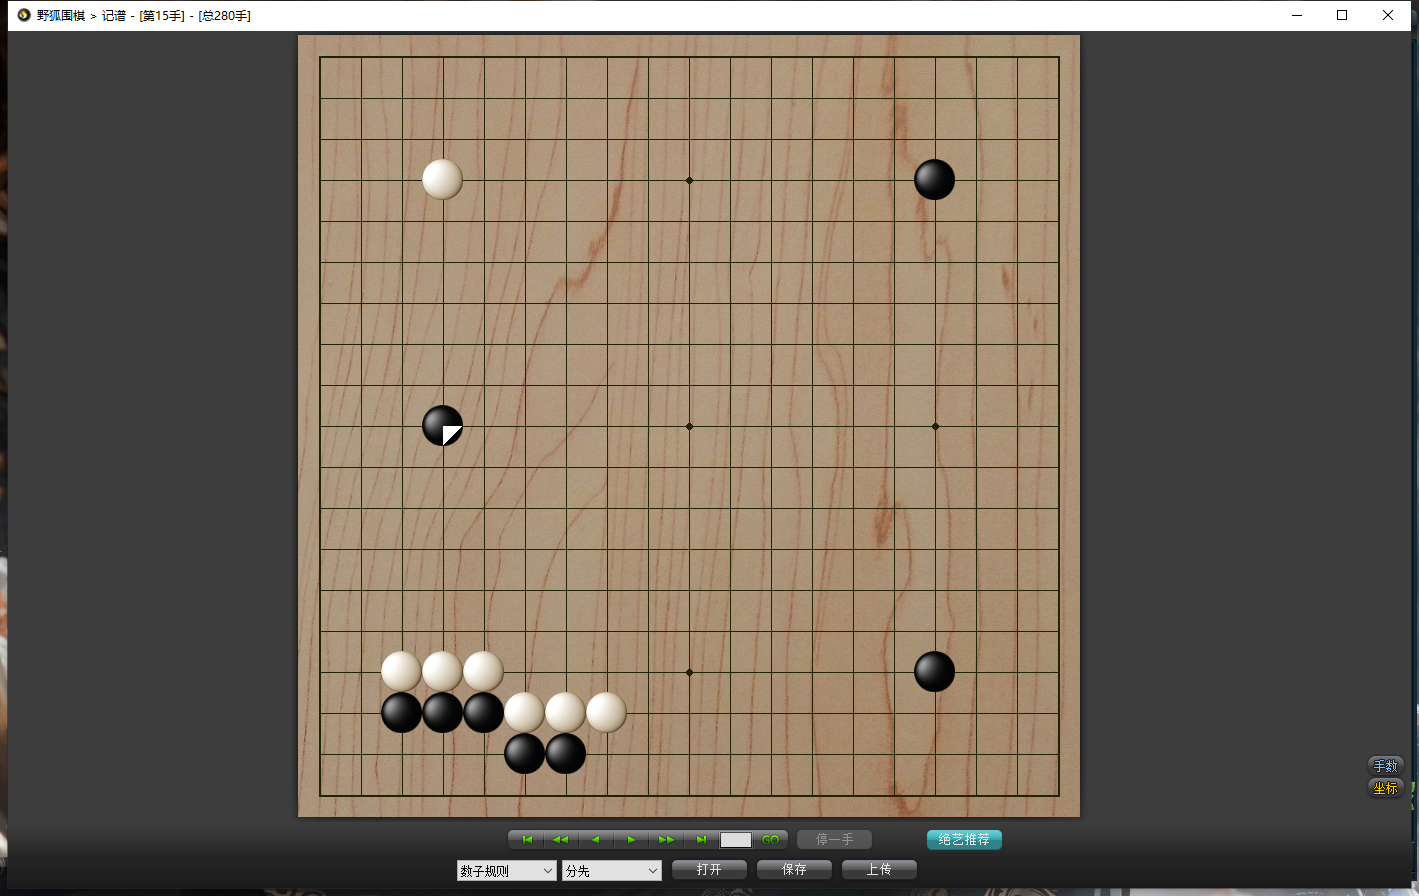 野狐围棋 > 记谱 - [第15手] - [总280手]
手数
坐标
GO 停一手 绝艺推荐
数子规则 分先 打开 保存 上传